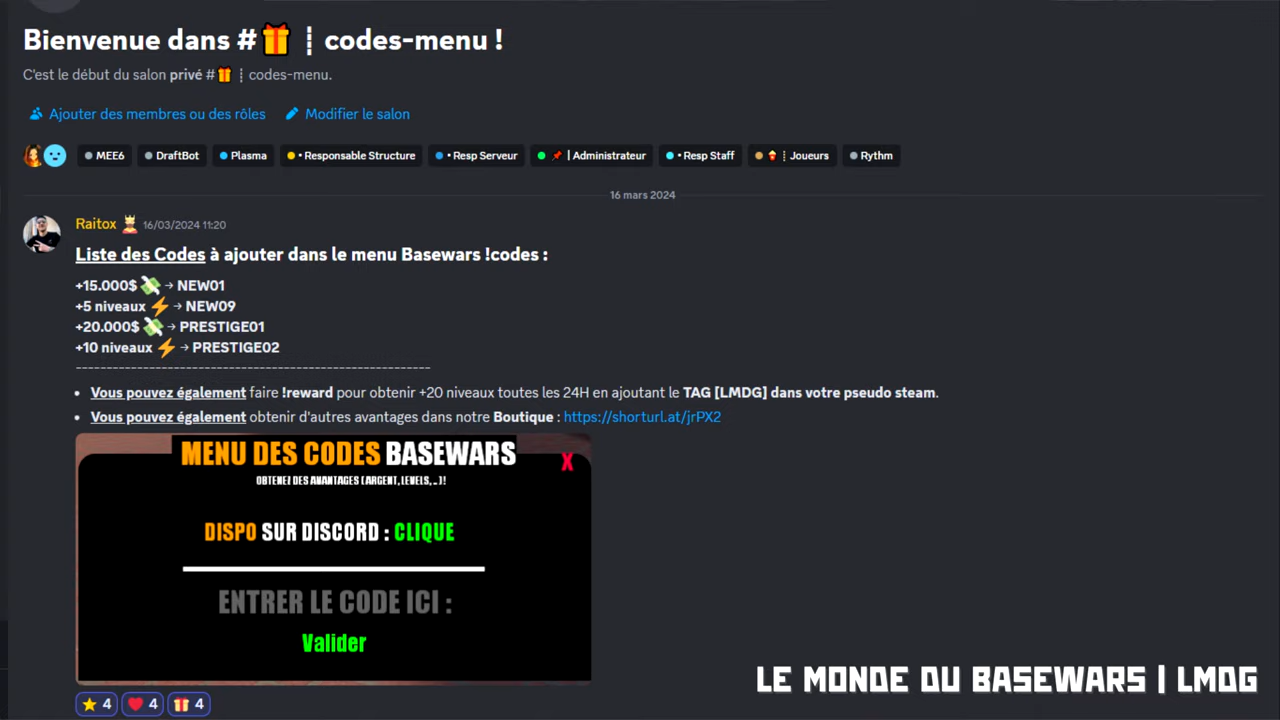 Bienvenue dans #🎁┊codes-menu !
C'est le début du salon privé #🎁┊codes-menu.
Ajouter des membres ou des rôles Modifier le salon
MEE6 DraftBot Plasma • Responsable Structure • Resp Serveur 📌 | Administrateur • Resp Staff 🍿┊Joueurs Rythm
16 mars 2024
Raitox 🤴 16/03/2024 11:20
Liste des Codes à ajouter dans le menu Basewars !codes :
+15.000$ 💸 → NEW01
+5 niveaux ⚡ → NEW09
+20.000$ 💸 → PRESTIGE01
+10 niveaux ⚡ → PRESTIGE02
-------------------------------------------------------
• Vous pouvez également faire !reward pour obtenir +20 niveaux toutes les 24H en ajoutant le TAG [LMDG] dans votre pseudo steam.
• Vous pouvez également obtenir d'autres avantages dans notre Boutique : https://shorturl.at/jrPX2
MENU DES CODES BASEWARS
X
OBTENEZ DES AVANTAGES (ARGENT, LEVELS, ..)!
DISPO SUR DISCORD : CLIQUE
ENTRER LE CODE ICI :
Valider
LE MONDE DU BASEWARS | LMDG
⭐ 4 ❤️ 4 🎁 4